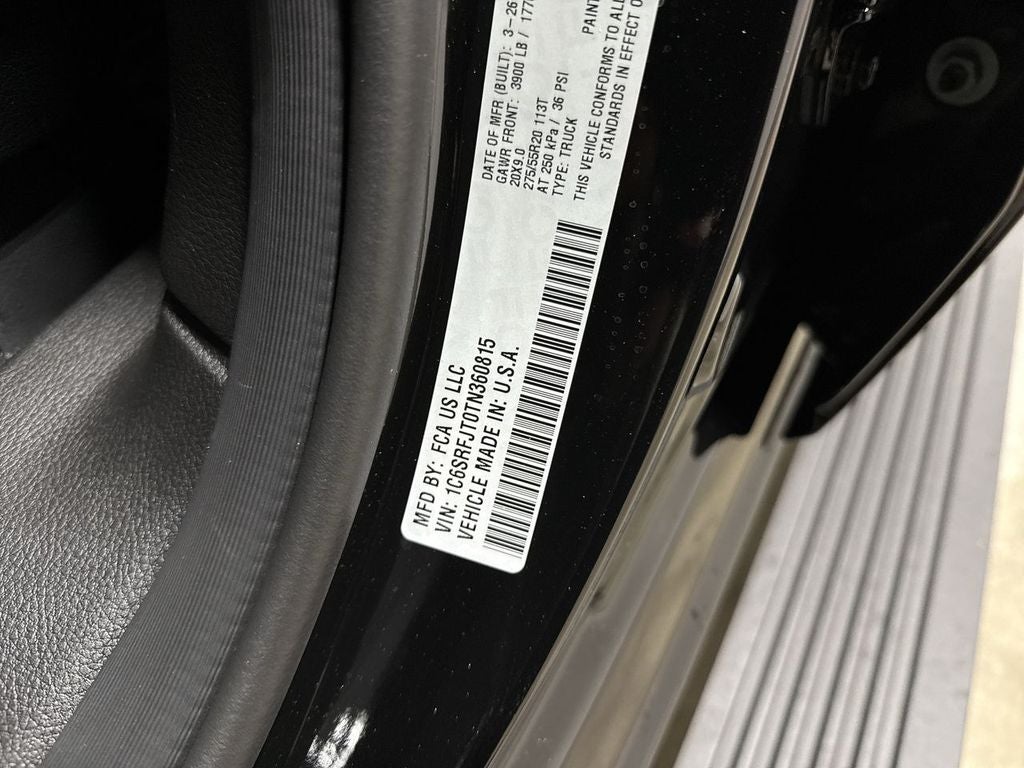 MFD BY: FCA US LLC
VIN: 1C6SRFJT0TN360815
VEHICLE MADE IN: U.S.A.
DATE OF MFR (BUILT): 3-26
GAWR FRONT: 3900 LB / 177
20X9.0
275/55R20 113T
AT 250 kPa / 36 PSI
TYPE: TRUCK
PAINT
THIS VEHICLE CONFORMS TO ALL
STANDARDS IN EFFECT O